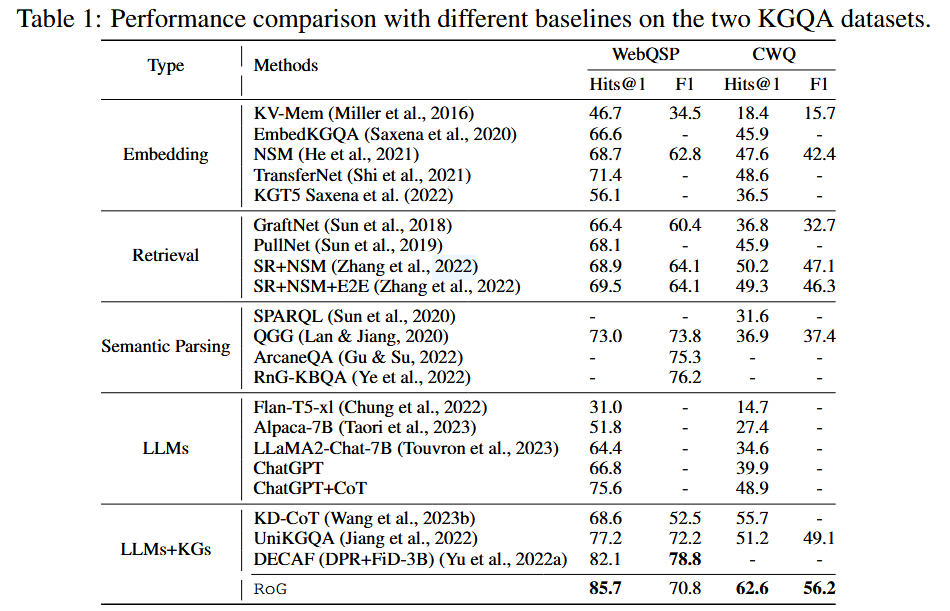 Table 1: Performance comparison with different baselines on the two KGQA datasets.
Type Methods WebQSP CWQ
Hits@1 F1 Hits@1 F1
Embedding
KV-Mem (Miller et al., 2016) 46.7 34.5 18.4 15.7
EmbedKGQA (Saxena et al., 2020) 66.6 - 45.9 -
NSM (He et al., 2021) 68.7 62.8 47.6 42.4
TransferNet (Shi et al., 2021) 71.4 - 48.6 -
KGT5 Saxena et al. (2022) 56.1 - 36.5 -
Retrieval
GraftNet (Sun et al., 2018) 66.4 60.4 36.8 32.7
PullNet (Sun et al., 2019) 68.1 - 45.9 -
SR+NSM (Zhang et al., 2022) 68.9 64.1 50.2 47.1
SR+NSM+E2E (Zhang et al., 2022) 69.5 64.1 49.3 46.3
Semantic Parsing
SPARQL (Sun et al., 2020) - - 31.6 -
QGG (Lan & Jiang, 2020) 73.0 73.8 36.9 37.4
ArcaneQA (Gu & Su, 2022) - 75.3 - -
RnG-KBQA (Ye et al., 2022) - 76.2 - -
LLMs
Flan-T5-xl (Chung et al., 2022) 31.0 - 14.7 -
Alpaca-7B (Taori et al., 2023) 51.8 - 27.4 -
LLaMA2-Chat-7B (Touvron et al., 2023) 64.4 - 34.6 -
ChatGPT 66.8 - 39.9 -
ChatGPT+CoT 75.6 - 48.9 -
LLMs+KGs
KD-CoT (Wang et al., 2023b) 68.6 52.5 55.7 -
UniKGQA (Jiang et al., 2022) 77.2 72.2 51.2 49.1
DECAF (DPR+FiD-3B) (Yu et al., 2022a) 82.1 78.8 - -
RoG 85.7 70.8 62.6 56.2